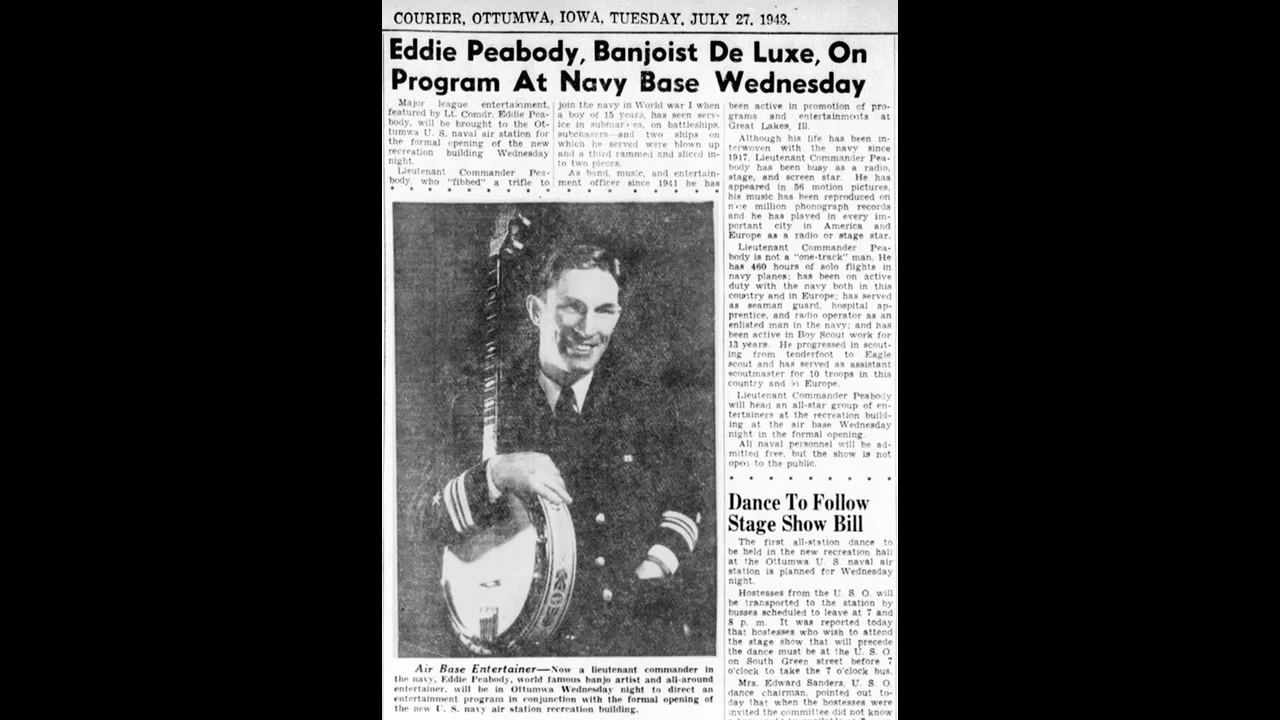 COURIER, OTTUMWA, IOWA, TUESDAY, JULY 27, 1943.
Eddie Peabody, Banjoist De Luxe, On
Program At Navy Base Wednesday
Major league entertainment,
featured by Lt. Comdr. Eddie Pea-
body, will be brought to the Ot-
tumwa U. S. naval air station for
the formal opening of the new
recreation building Wednesday
night.
Lieutenant Commander Pea-
body, who "fibbed" a trifle to
join the navy in World war I when
a boy of 15 years, has seen serv-
ice in submarines, on battleships,
subchasers—and two ships on
which he served were blown up
and a third rammed and sliced in-
to two pieces.
As band, music, and entertain-
ment officer since 1941 he has
been active in promotion of pro-
grams and entertainments at
Great Lakes, Ill.
Although his life has been in-
terwoven with the navy since
1917, Lieutenant Commander Pea-
body has been busy as a radio,
stage, and screen star. He has
appeared in 56 motion pictures,
his music has been reproduced on
million phonograph records
and he has played in every im-
portant city in America and
Europe as a radio or stage star.
Lieutenant Commander Pea-
body is not a "one-track" man. He
has 460 hours of solo flights in
navy planes; has been on active
duty with the navy both in this
country and in Europe; has served
as seaman guard, hospital ap-
prentice, and radio operator as an
enlisted man in the navy; and has
been active in Boy Scout work for
13 years. He progressed in scout-
ing from tenderfoot to Eagle
scout and has served as assistant
scoutmaster for 10 troops in this
country and in Europe.
Lieutenant Commander Peabody
will head an all-star group of en-
tertainers at the recreation build-
ing at the air base Wednesday
night in the formal opening.
All naval personnel will be ad-
mitted free, but the show is not
open to the public.
Air Base Entertainer—Now a lieutenant commander in
the navy, Eddie Peabody, world famous banjo artist and all-around
entertainer, will be in Ottumwa Wednesday night to direct an
entertainment program in conjunction with the formal opening of
the new U. S. navy air station recreation building.
Dance To Follow
Stage Show Bill
The first all-station dance to
be held in the new recreation hall
at the Ottumwa U. S. naval air
station is planned for Wednesday
night.
Hostesses from the U. S. O. will
be transported to the station by
busses scheduled to leave at 7 and
8 p. m. It was reported today
that hostesses who wish to attend
the stage show that will precede
the dance must be at the U. S. O
on South Green street before 7
o'clock to take the 7 o'clock bus.
Mrs. Edward Sanders, U. S. O.
dance chairman, pointed out to-
day that when the hostesses were
invited the committee did not know